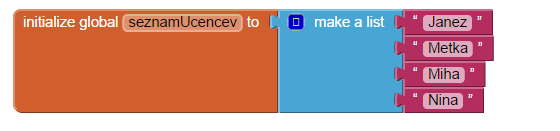 initialize global seznamUcencev to make a list " Janez "
" Metka "
" Miha "
" Nina "